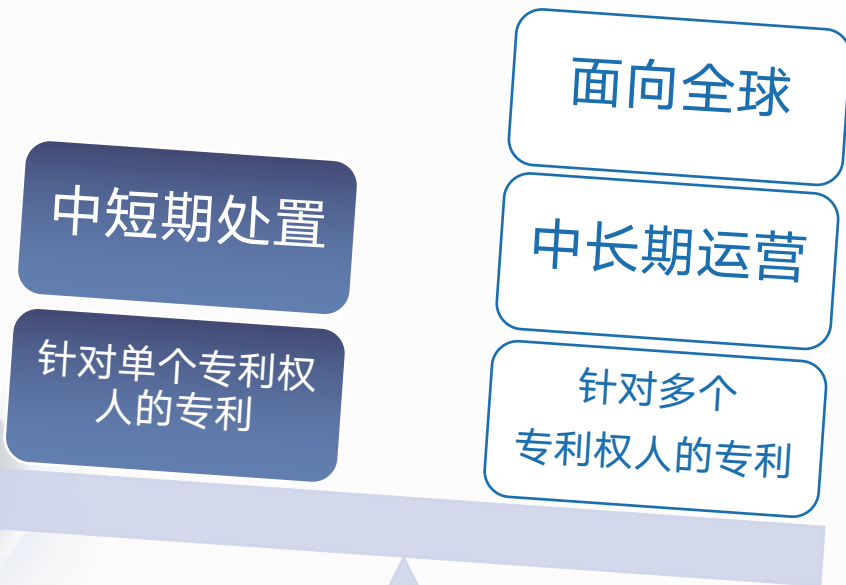 中短期处置
针对单个专利权
人的专利
面向全球
中长期运营
针对多个
专利权人的专利